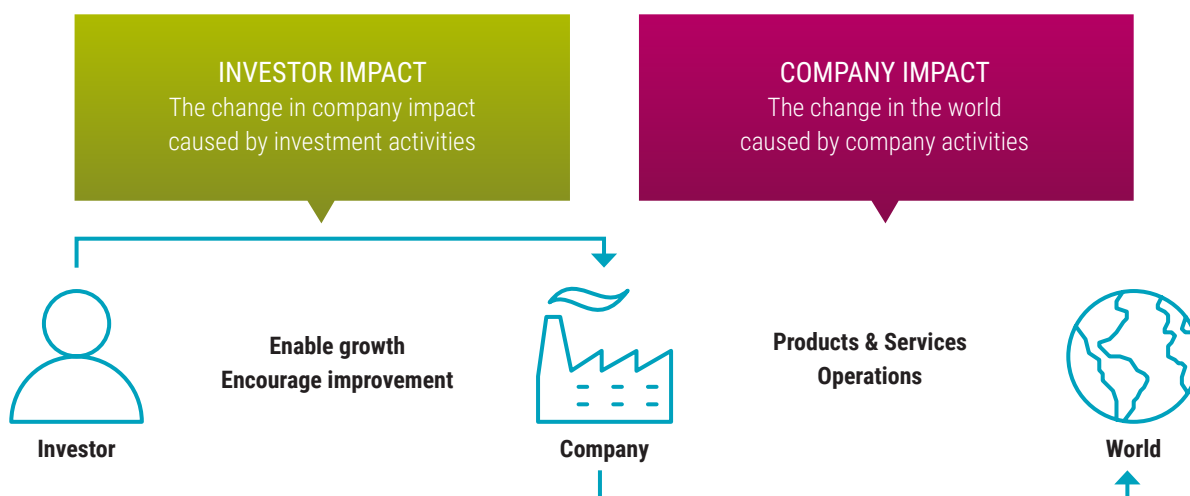 INVESTOR IMPACT
The change in company impact
caused by investment activities
COMPANY IMPACT
The change in the world
caused by company activities
Enable growth
Encourage improvement
Products & Services
Operations
Investor
Company
World